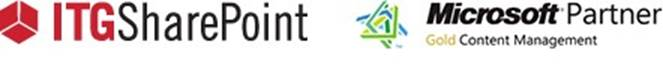 ITGSharePoint
Microsoft Partner
Gold Content Management